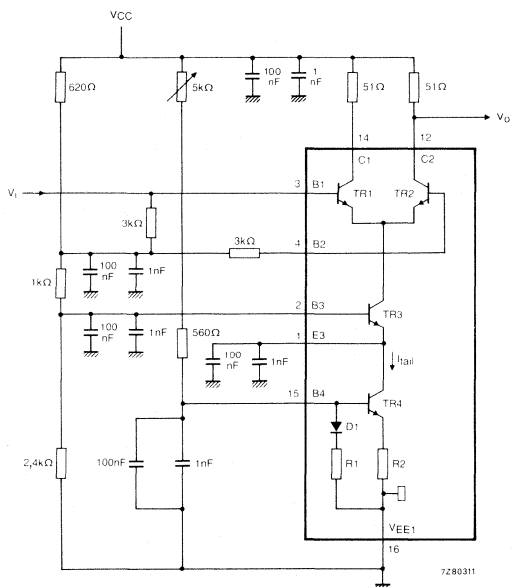 VCC
620Ω
5kΩ
100 nF
1 nF
51Ω
51Ω
VO
14
12
C1
C2
VI
3
B1
TR1
TR2
3kΩ
3kΩ
4
B2
100 nF
1nF
1kΩ
2
B3
TR3
100 nF
1nF
1
E3
560Ω
100 nF
1nF
Itail
15
B4
TR4
D1
2,4kΩ
100nF
1nF
R1
R2
VEE1
16
7Z80311